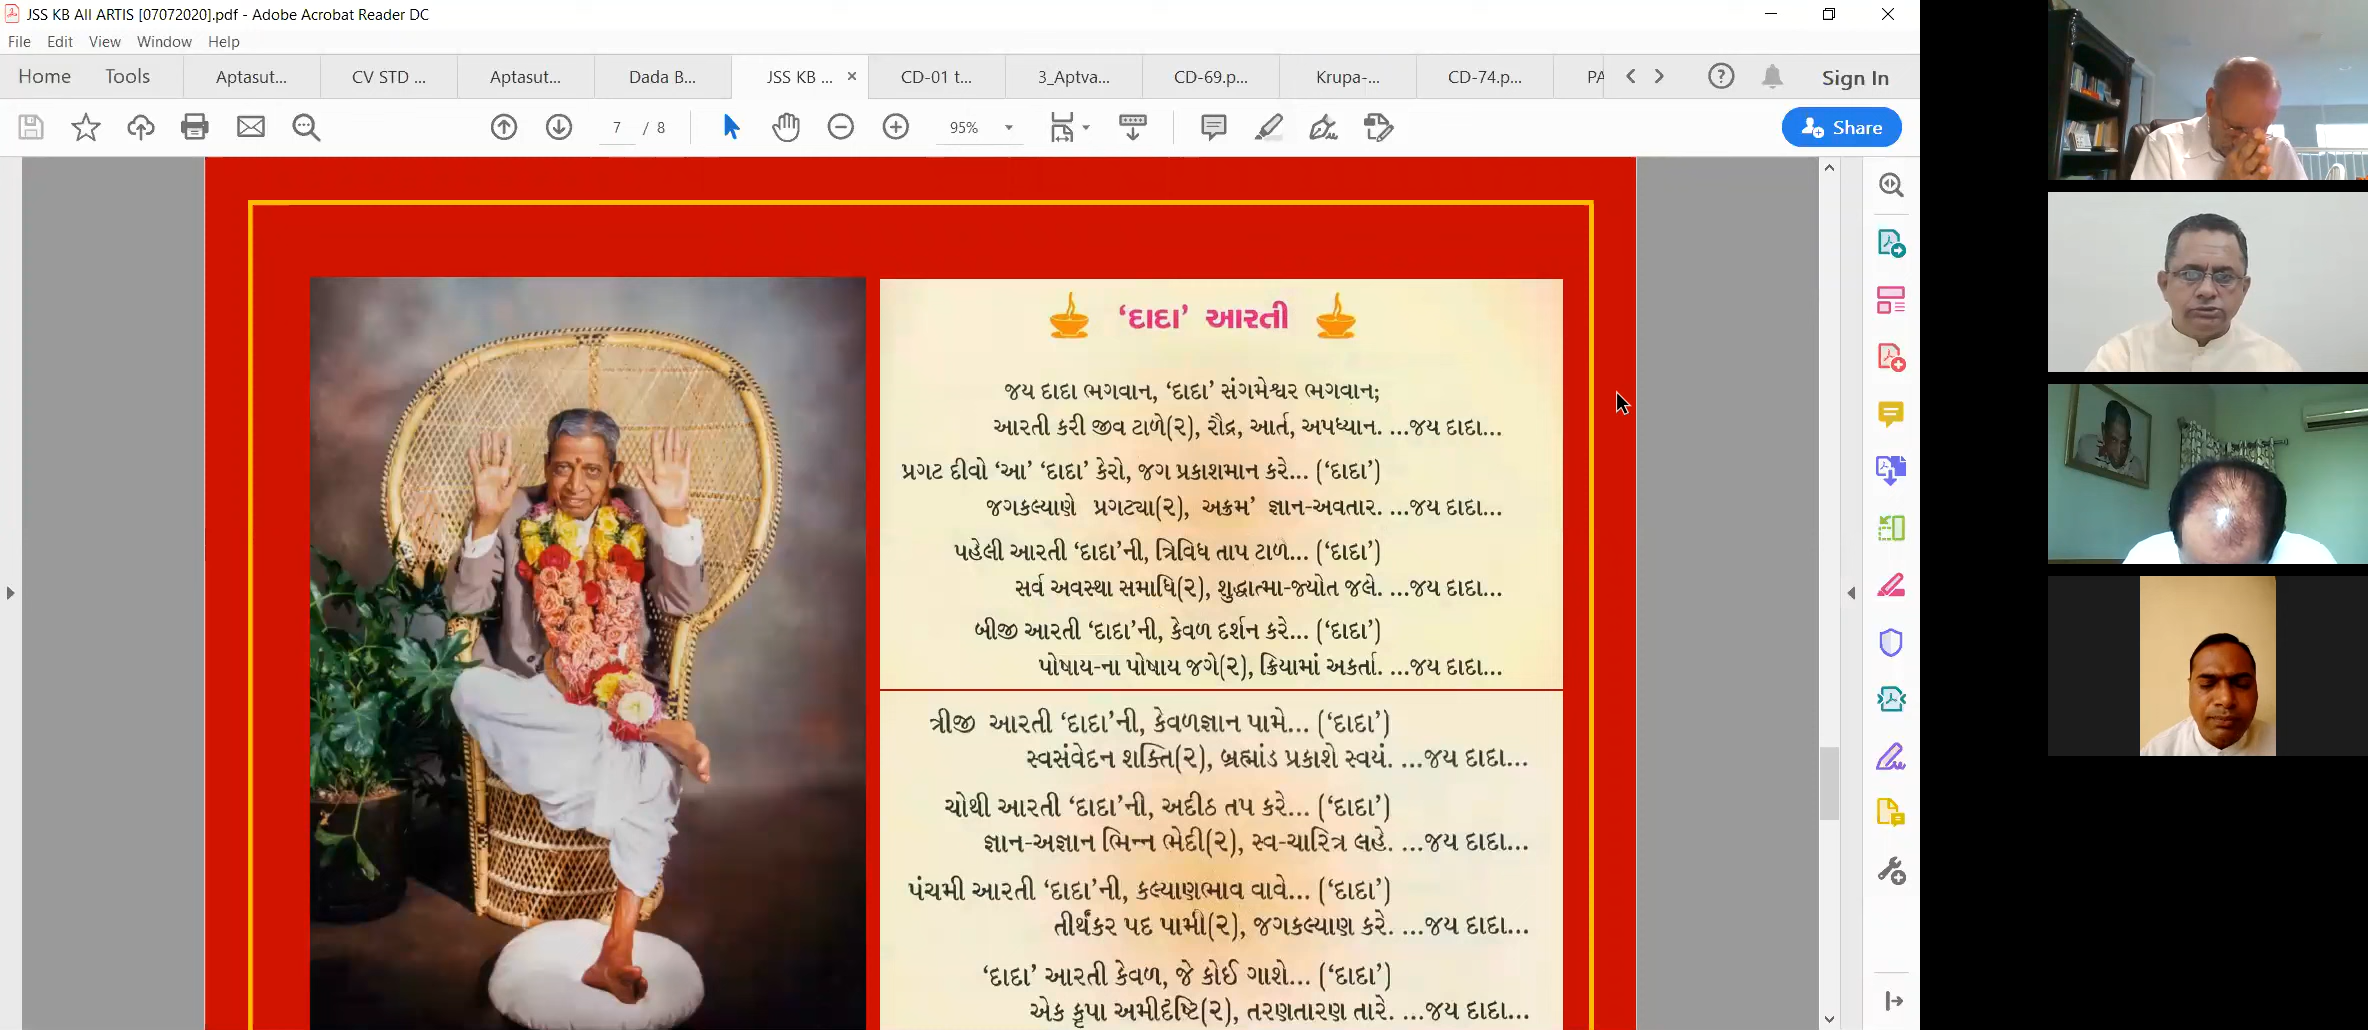 JSS KB All ARTIS [07072020].pdf - Adobe Acrobat Reader DC
File Edit View Window Help
Home Tools Aptasut... CV STD ... Aptasut... Dada B... JSS KB ... CD-01 t... 3_Aptva... CD-69.p... Krupa-... CD-74.p... PA Sign In
7 / 8 95% Share
‘દાદા’ આરતી
જય દાદા ભગવાન, ‘દાદા’ સંગમેશ્વર ભગવાન;
આરતી કરી જીવ ટાળે(૨), રૌદ્ર, આર્ત, અપધ્યાન. ...જય દાદા...
પ્રગટ દીવો ‘આ’ ‘દાદા’ કેરો, જગ પ્રકાશમાન કરે... (‘દાદા’)
જગકલ્યાણે પ્રગટ્યા(૨), અક્રમ’ જ્ઞાન-અવતાર. ...જય દાદા...
પહેલી આરતી ‘દાદા’ની, ત્રિવિધ તાપ ટાળે... (‘દાદા’)
સર્વ અવસ્થા સમાધિ(૨), શુદ્ધાત્મા-જ્યોત જલે. ...જય દાદા...
બીજી આરતી ‘દાદા’ની, કેવળ દર્શન કરે... (‘દાદા’)
પોષાય-ના પોષાય જગે(૨), ક્રિયામાં અકર્તા. ...જય દાદા...
ત્રીજી આરતી ‘દાદા’ની, કેવળજ્ઞાન પામે... (‘દાદા’)
સ્વસંવેદન શક્તિ(૨), બ્રહ્માંડ પ્રકાશે સ્વયં. ...જય દાદા...
ચોથી આરતી ‘દાદા’ની, અદીઠ તપ કરે... (‘દાદા’)
જ્ઞાન-અજ્ઞાન ભિન્ન ભેદી(૨), સ્વ-ચારિત્ર લહે. ...જય દાદા...
પંચમી આરતી ‘દાદા’ની, કલ્યાણભાવ વાવે... (‘દાદા’)
તીર્થંકર પદ પામી(૨), જગકલ્યાણ કરે. ...જય દાદા...
‘દાદા’ આરતી કેવળ, જે કોઈ ગાશે... (‘દાદા’)
એક કૃપા અમીદૃષ્ટિ(૨), તરણતારણ તારે. ...જય દાદા...